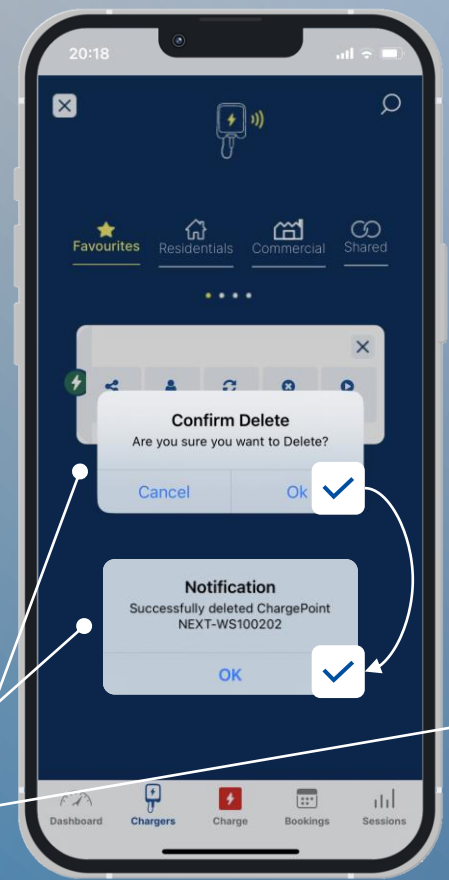 20:18
Favourites
Residentials
Commercial
Shared
Confirm Delete
Are you sure you want to Delete?
Cancel
Ok
Notification
Successfully deleted ChargePoint
NEXT-WS100202
OK
Dashboard
Chargers
Charge
Bookings
Sessions